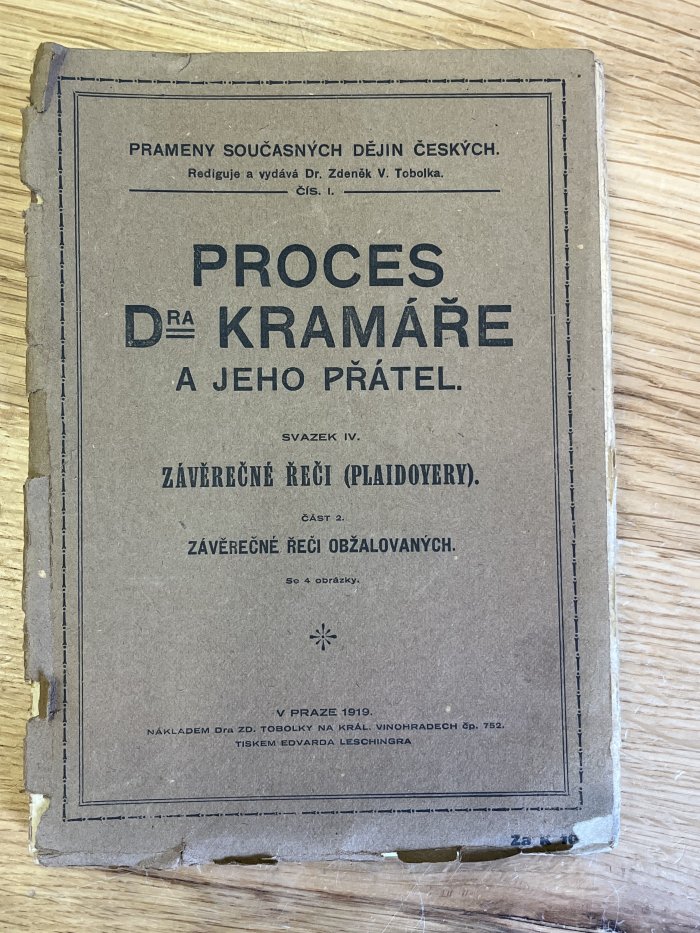 PRAMENY SOUČASNÝCH DĚJIN ČESKÝCH.
Rediguje a vydává Dr. Zdeněk V. Tobolka.
ČÍS. I.
PROCES
DRA KRAMÁŘE
A JEHO PŘÁTEL.
SVAZEK IV.
ZÁVĚREČNÉ ŘEČI (PLAIDOYERY).
ČÁST 2.
ZÁVĚREČNÉ ŘEČI OBŽALOVANÝCH.
Se 4 obrázky.
V PRAZE 1919.
NÁKLADEM Dra ZD. TOBOLKY NA KRÁL. VINOHRADECH čp. 752.
TISKEM EDVARDA LESCHINGRA
Za K 10